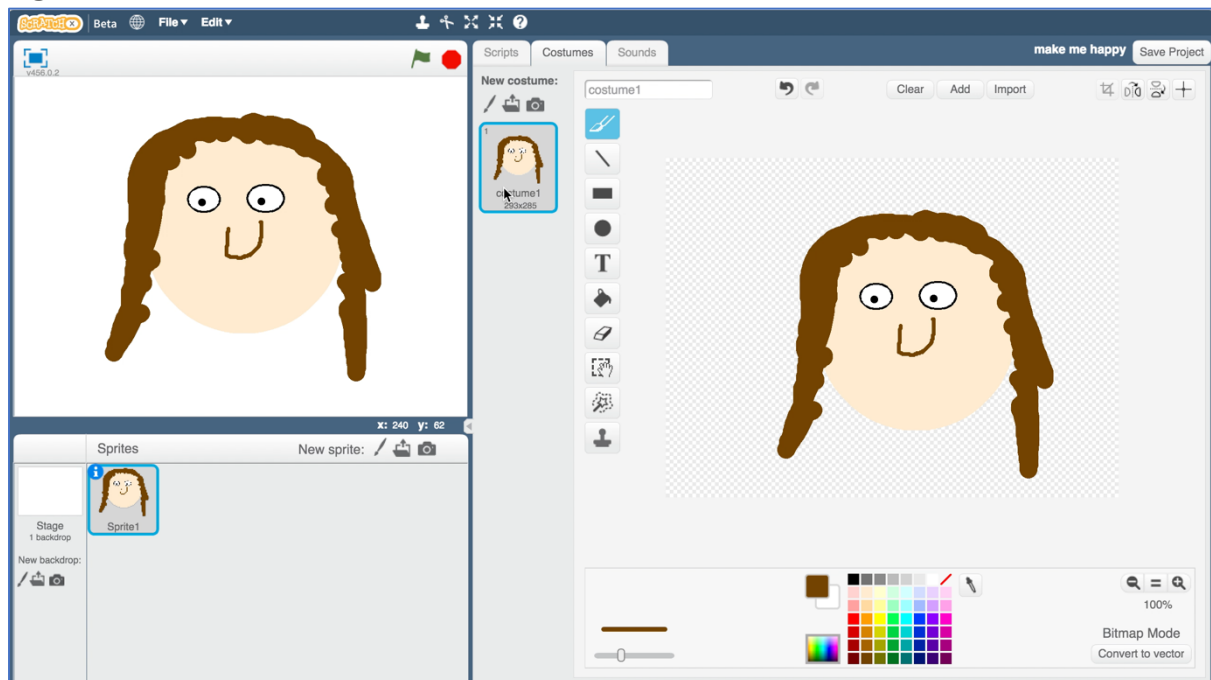 SCRATCHX Beta File▼ Edit▼
v456.0.2
Scripts Costumes Sounds make me happy Save Project
New costume:
costume1 Clear Add Import
1
costume1
293x285
T
x: 240 y: 62
Sprites New sprite:
Stage
1 backdrop
Sprite1
New backdrop:
100%
Bitmap Mode
Convert to vector